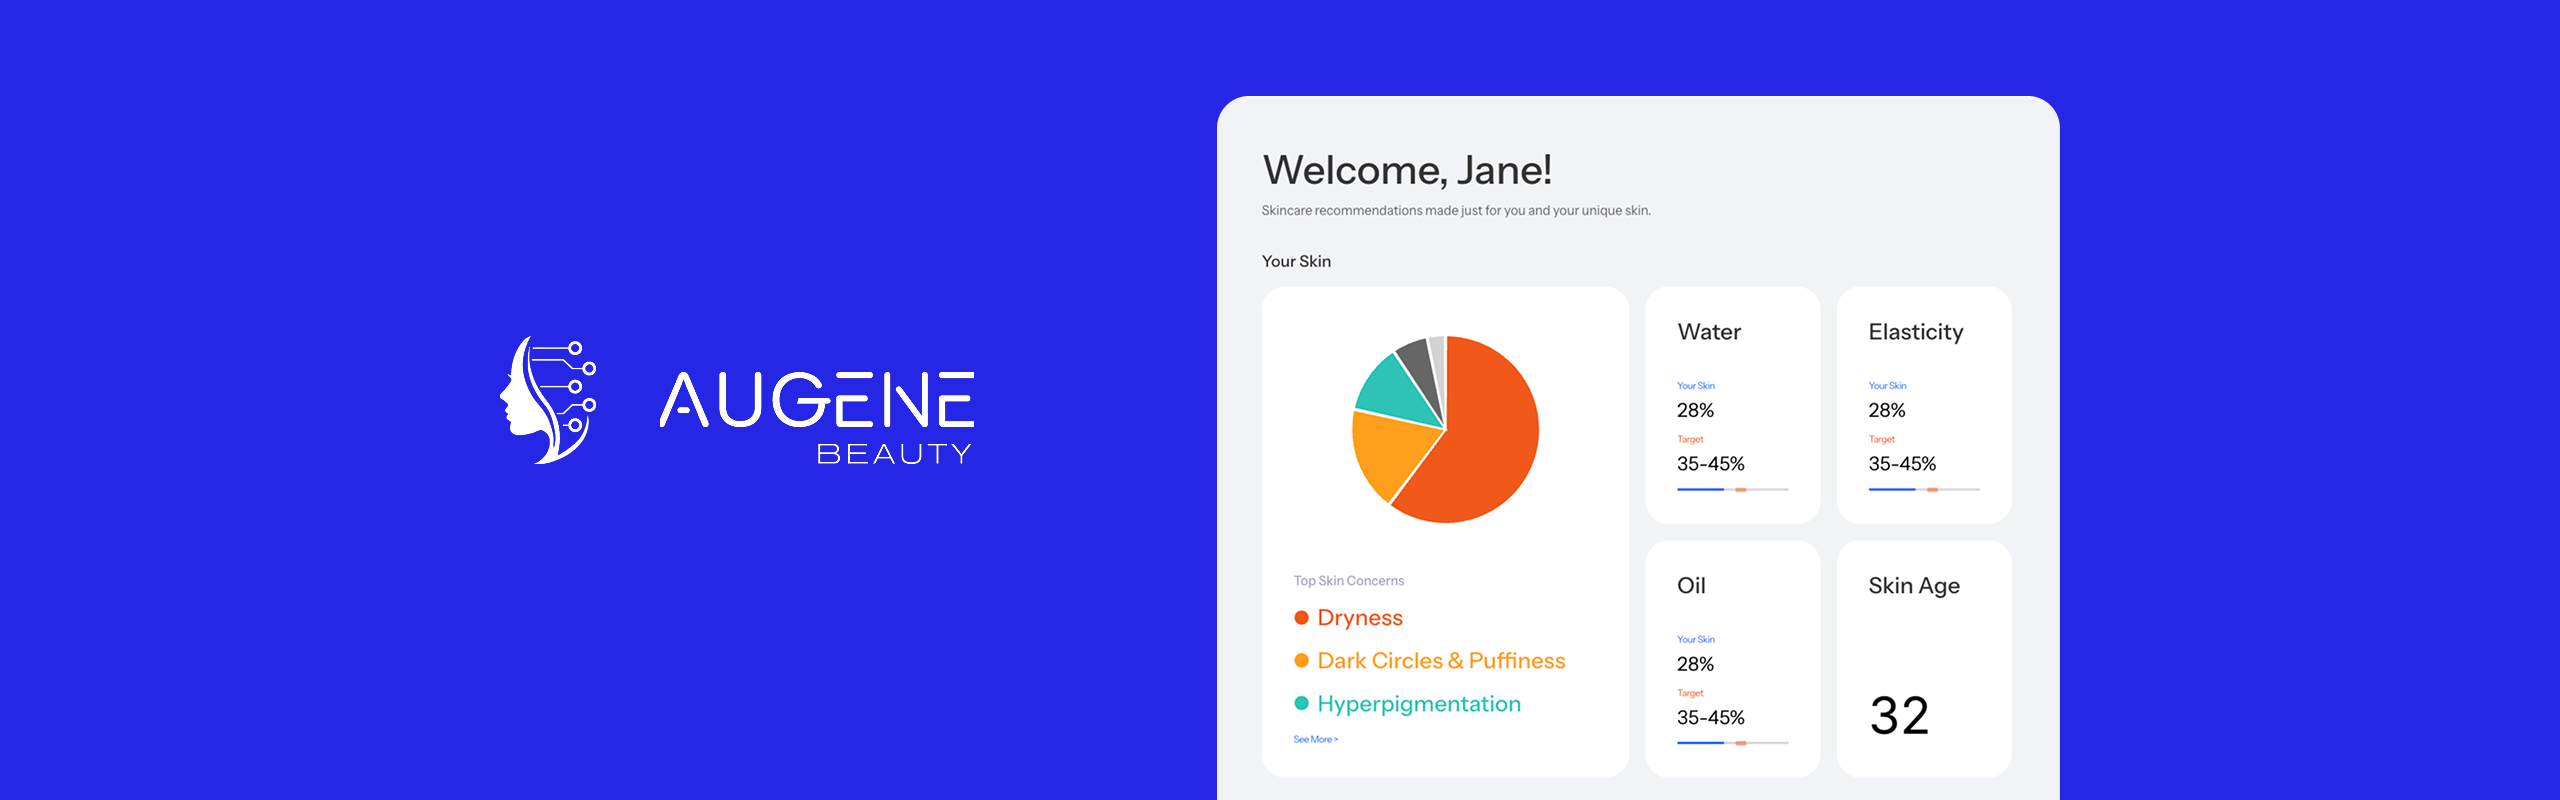 AUGENE
BEAUTY
Welcome, Jane!
Skincare recommendations made just for you and your unique skin.
Your Skin
Top Skin Concerns
Dryness
Dark Circles & Puffiness
Hyperpigmentation
See More >
Water
Your Skin
28%
Target
35-45%
Elasticity
Your Skin
28%
Target
35-45%
Oil
Your Skin
28%
Target
35-45%
Skin Age
32